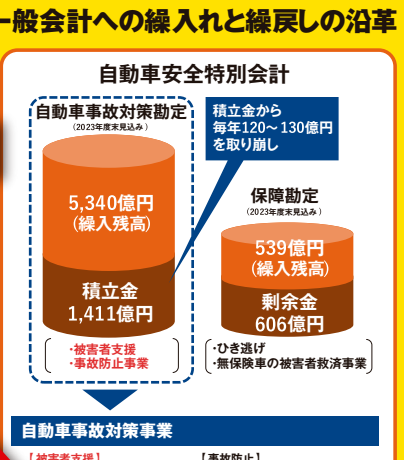 一般会計への繰入れと繰戻しの沿革
自動車安全特別会計
自動車事故対策勘定
(2023年度末見込み)
5,340億円
(繰入残高)
積立金
1,411億円
・被害者支援
・事故防止事業
積立金から
毎年120～130億円
を取り崩し
保障勘定
(2023年度末見込み)
539億円
(繰入残高)
剰余金
606億円
・ひき逃げ
・無保険車の被害者救済事業
自動車事故対策事業
【被害者支援】
【事故防止】